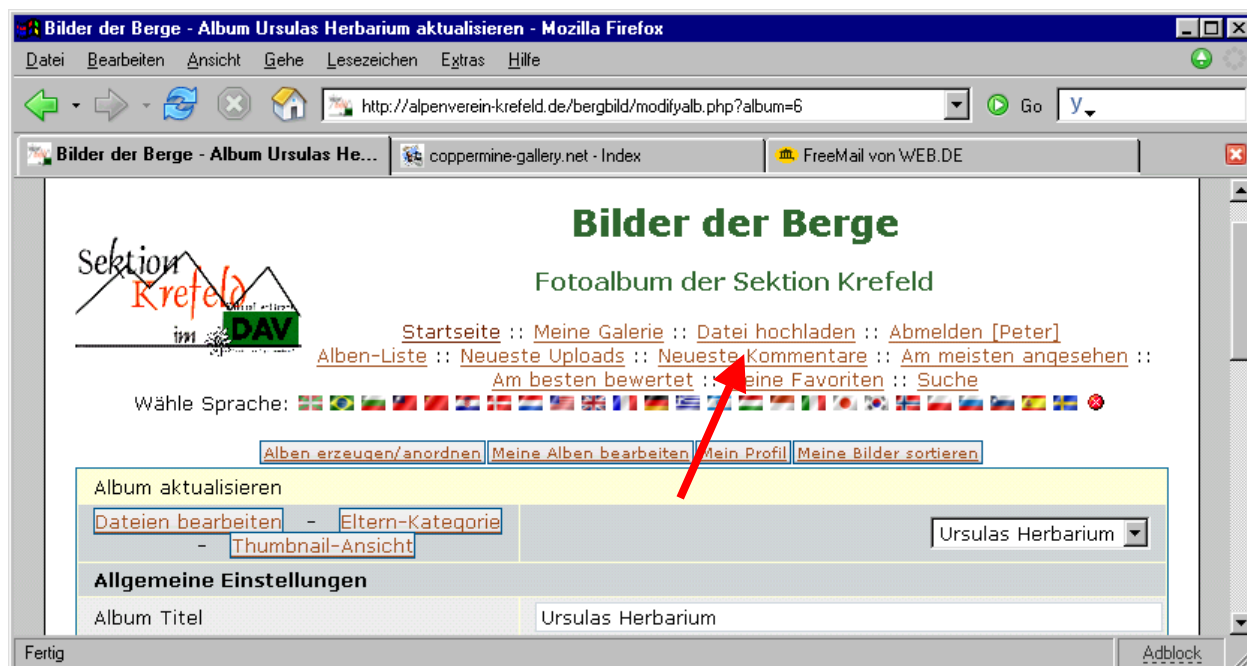 Bilder der Berge - Album Ursulas Herbarium aktualisieren - Mozilla Firefox
Datei Bearbeiten Ansicht Gehe Lesezeichen Extras Hilfe
http://alpenverein-krefeld.de/bergbild/modifyalb.php?album=6 Go
Bilder der Berge - Album Ursulas He... coppermine-gallery.net - Index FreeMail von WEB.DE
Bilder der Berge
Sektion
Krefeld
im DAV
Fotoalbum der Sektion Krefeld
Startseite :: Meine Galerie :: Datei hochladen :: Abmelden [Peter]
Alben-Liste :: Neueste Uploads :: Neueste Kommentare :: Am meisten angesehen ::
Am besten bewertet :: Meine Favoriten :: Suche
Wähle Sprache:
Alben erzeugen/anordnen Meine Alben bearbeiten Mein Profil Meine Bilder sortieren
Album aktualisieren
Dateien bearbeiten - Eltern-Kategorie
- Thumbnail-Ansicht
Ursulas Herbarium
Allgemeine Einstellungen
Album Titel Ursulas Herbarium
Fertig Adblock